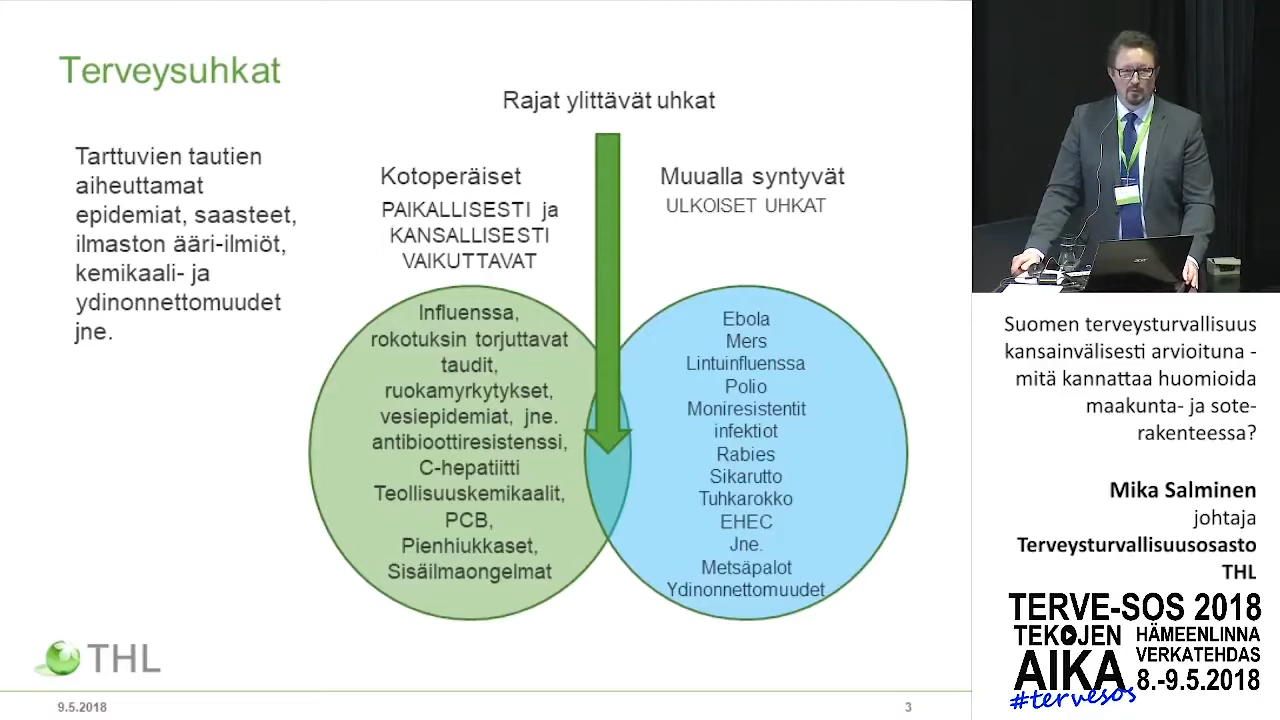 Terveysuhkat
Rajat ylittävät uhkat
Tarttuvien tautien
aiheuttamat
epidemiat, saasteet,
ilmaston ääri-ilmiöt,
kemikaali- ja
ydinonnettomuudet
jne.
Kotoperäiset
PAIKALLISESTI ja
KANSALLISESTI
VAIKUTTAVAT
Muualla syntyvät
ULKOISET UHKAT
Influenssa,
rokotuksin torjuttavat
taudit,
ruokamyrkytykset,
vesiepidemiat, jne.
antibioottiresistenssi,
C-hepatiitti
Teollisuuskemikaalit,
PCB,
Pienhiukkaset,
Sisäilmaongelmat
Ebola
Mers
Lintuinfluenssa
Polio
Moniresistentit
infektiot
Rabies
Sikarutto
Tuhkarokko
EHEC
Jne.
Metsäpalot
Ydinonnettomuudet
THL
9.5.2018
3
acer
Suomen terveysturvallisuus
kansainvälisesti arvioituna -
mitä kannattaa huomioida
maakunta- ja sote-
rakenteessa?
Mika Salminen
johtaja
Terveysturvallisuusosasto
THL
TERVE-SOS 2018
TEKOJEN
AIKA
HÄMEENLINNA
VERKATEHDAS
8.-9.5.2018
#tervesos